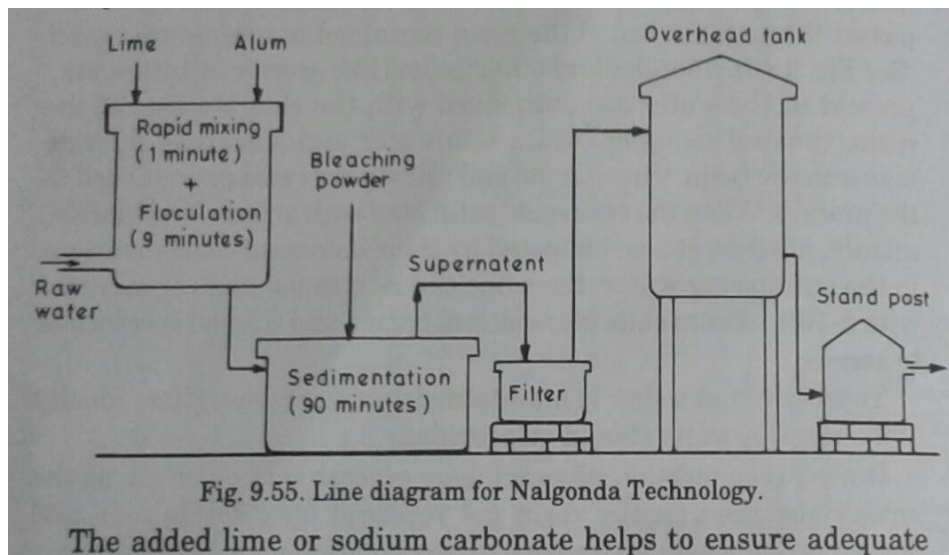 Lime Alum
Rapid mixing
(1 minute)
+
Floculation
(9 minutes)
Raw
water
Bleaching
powder
Sedimentation
(90 minutes)
Supernatent
Filter
Overhead tank
Stand post
Fig. 9.55. Line diagram for Nalgonda Technology.
The added lime or sodium carbonate helps to ensure adequate